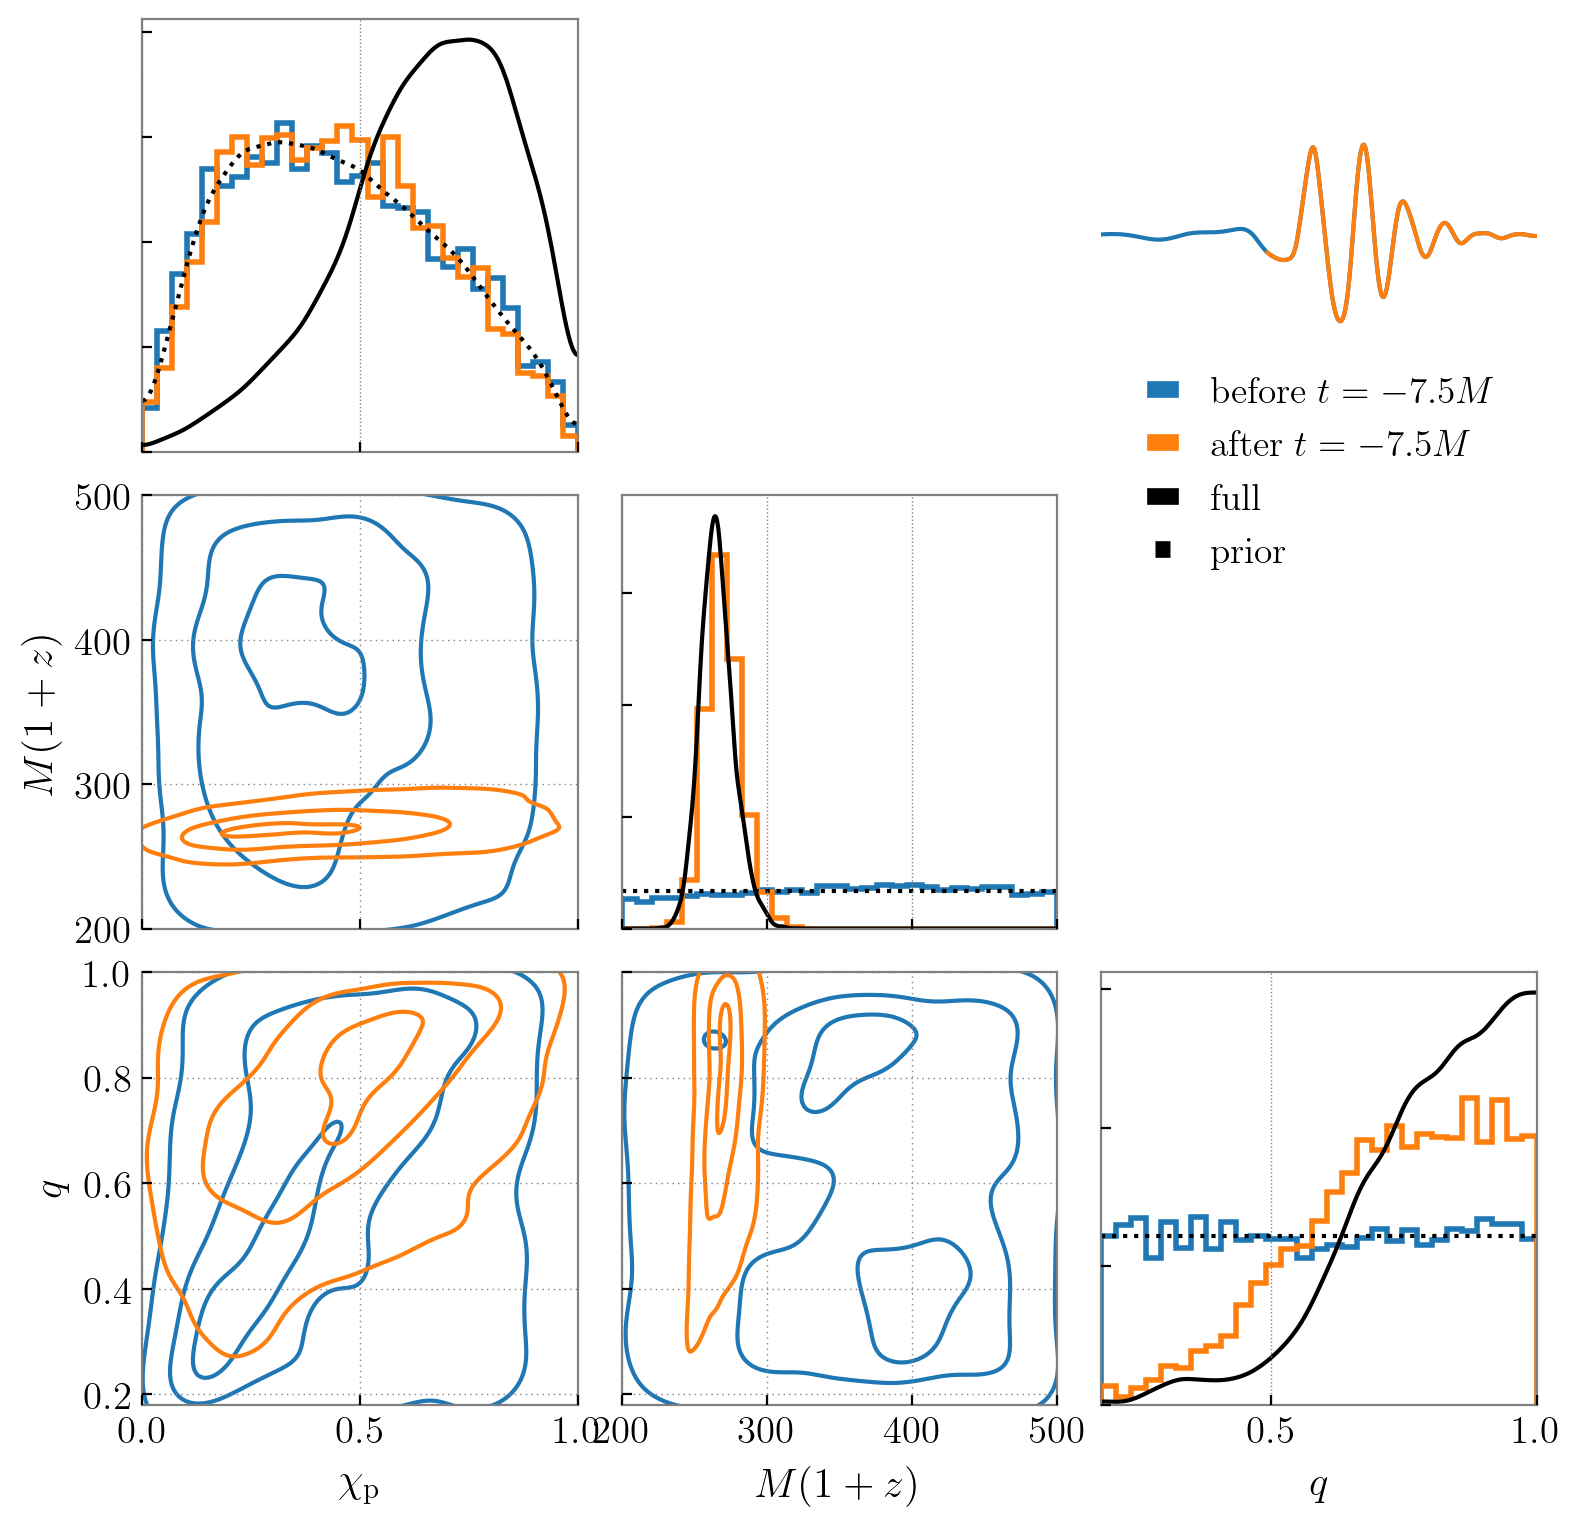 before t = −7.5M
after t = −7.5M
full
prior
500
400
300
200
M(1 + z)
1.0
0.8
0.6
0.4
0.2
q
0.0 0.5 1.0
200 300 400 500
0.5 1.0
χp
M(1 + z)
q